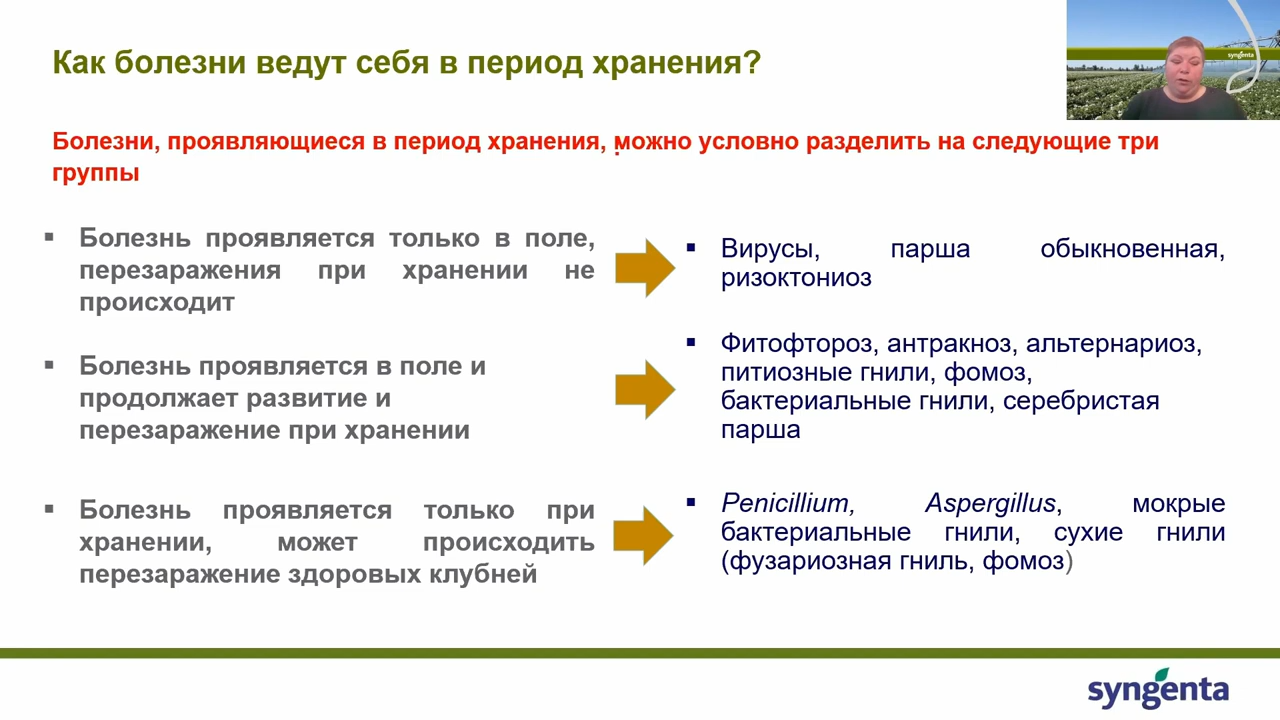 Как болезни ведут себя в период хранения?
syngenta
Болезни, проявляющиеся в период хранения, можно условно разделить на следующие три
группы
▪ Болезнь проявляется только в поле,
перезаражения при хранении не
происходит
▪ Вирусы, парша обыкновенная,
ризоктониоз
▪ Болезнь проявляется в поле и
продолжает развитие и
перезаражение при хранении
▪ Фитофтороз, антракноз, альтернариоз,
питиозные гнили, фомоз,
бактериальные гнили, серебристая
парша
▪ Болезнь проявляется только при
хранении, может происходить
перезаражение здоровых клубней
▪ Penicillium, Aspergillus, мокрые
бактериальные гнили, сухие гнили
(фузариозная гниль, фомоз)
syngenta